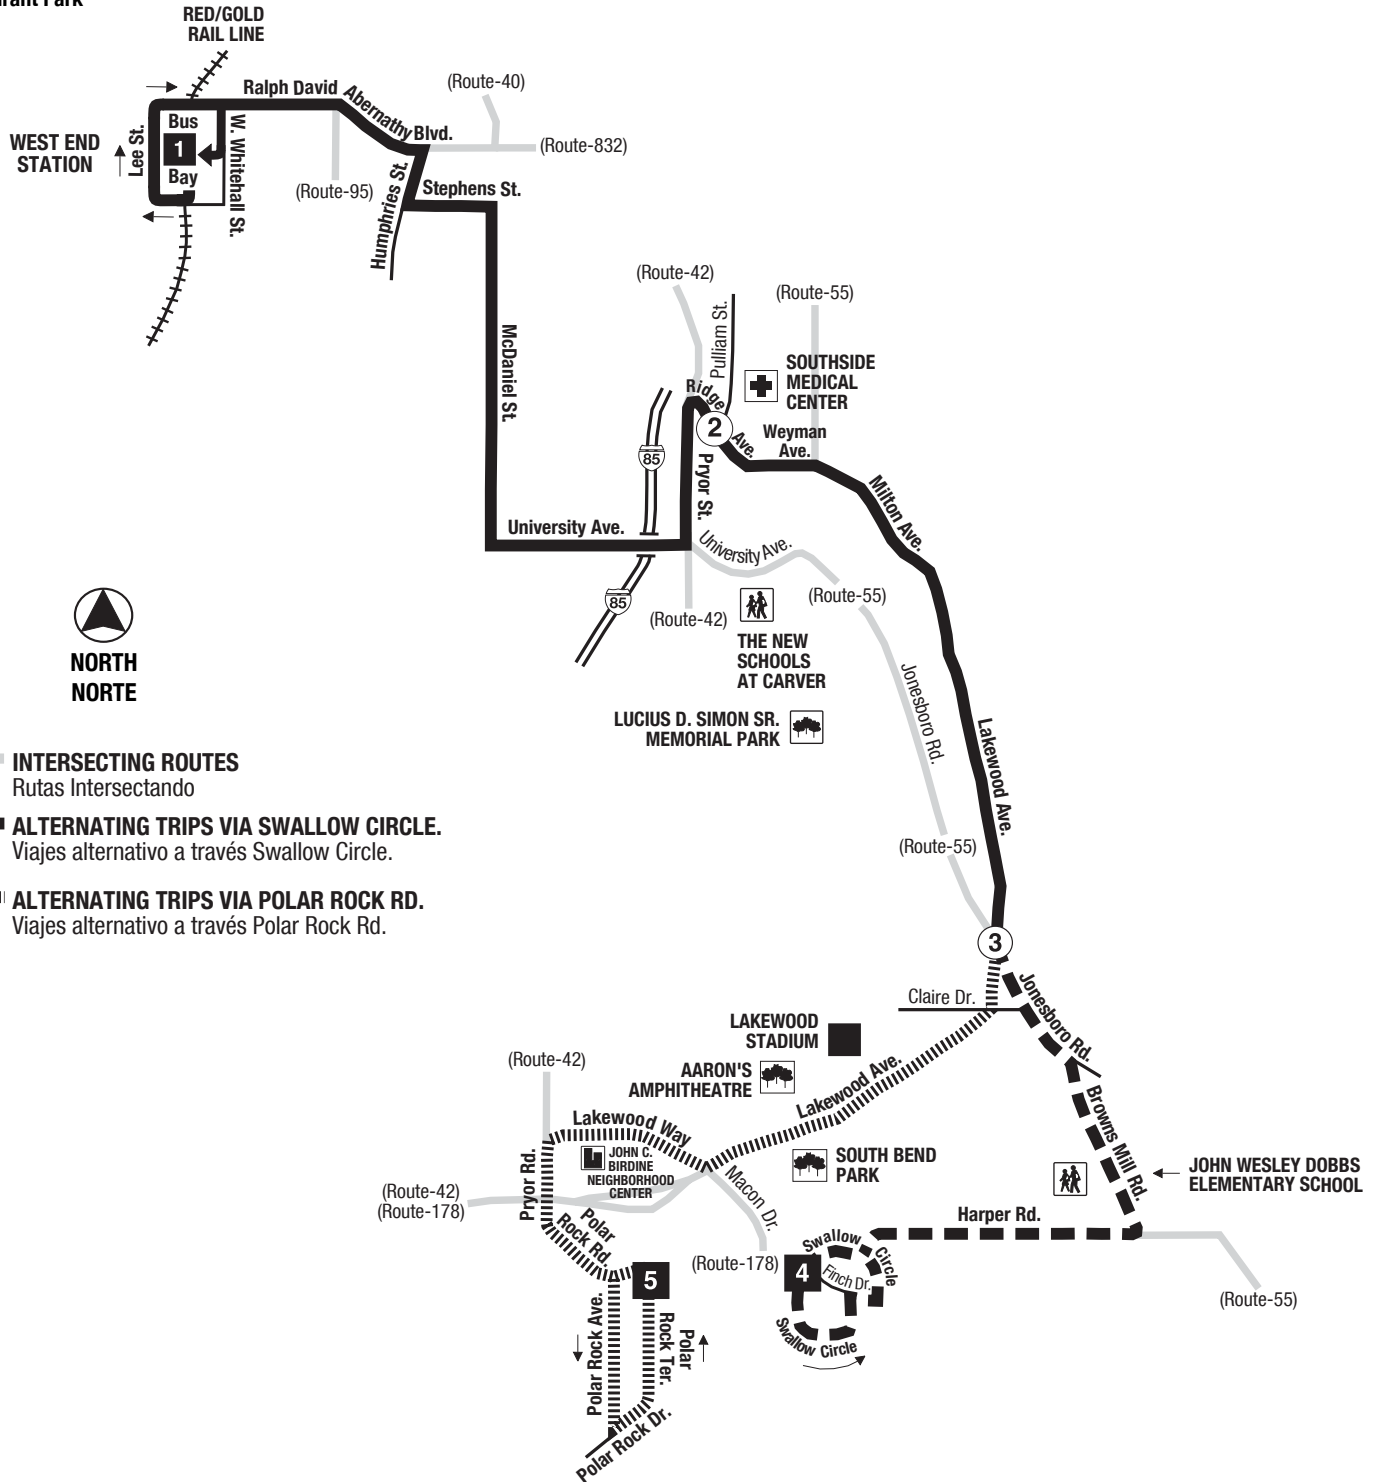 RED/GOLD
RAIL LINE
Ralph David
Abernathy
Blvd.
(Route-40)
(Route-832)
(Route-95)
WEST END
STATION
Lee St.
Bus
1
Bay
W. Whitehall St.
Humphries St.
Stephens St.
McDaniel St.
(Route-42)
Pulliam St.
(Route-55)
SOUTHSIDE
MEDICAL
CENTER
Ridge
Ave.
2
Weyman
Ave.
85
Pryor St.
Milton Ave.
University Ave.
University Ave.
85
(Route-42)
(Route-55)
THE NEW
SCHOOLS
AT CARVER
NORTH
NORTE
LUCIUS D. SIMON SR.
MEMORIAL PARK
Jonesboro Rd.
Lakewood Ave.
INTERSECTING ROUTES
Rutas Intersectando
ALTERNATING TRIPS VIA SWALLOW CIRCLE.
Viajes alternativo a través Swallow Circle.
ALTERNATING TRIPS VIA POLAR ROCK RD.
Viajes alternativo a través Polar Rock Rd.
(Route-55)
3
Claire Dr.
Jonesboro Rd.
LAKEWOOD
STADIUM
AARON'S
AMPHITHEATRE
Lakewood Ave.
(Route-42)
Lakewood Way
JOHN C.
BIRDINE
NEIGHBORHOOD
CENTER
Pryor Rd.
(Route-42)
(Route-178)
Macon Dr.
SOUTH BEND
PARK
Browns Mill Rd.
JOHN WESLEY DOBBS
ELEMENTARY SCHOOL
Harper Rd.
Polar
Rock Rd.
(Route-178)
Swallow
Circle
4
Finch Dr.
Swallow Circle
(Route-55)
5
Polar Rock Ave.
Polar
Rock Ter.
Polar Rock Dr.